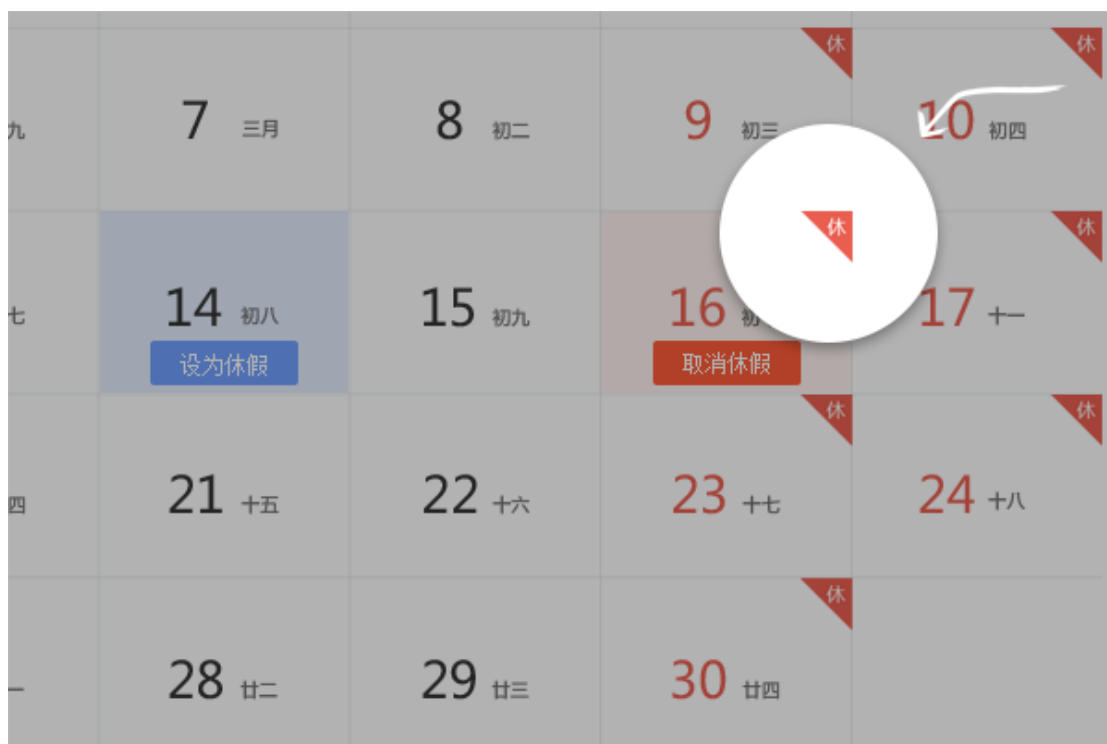 休 休
九 7 三月 8 初二 9 初三 10 初四
休 休
七 14 初八 15 初九 16 初 17 十一
设为休假 取消休假
休 休
四 21 十五 22 十六 23 十七 24 十八
休
一 28 廿二 29 廿三 30 廿四